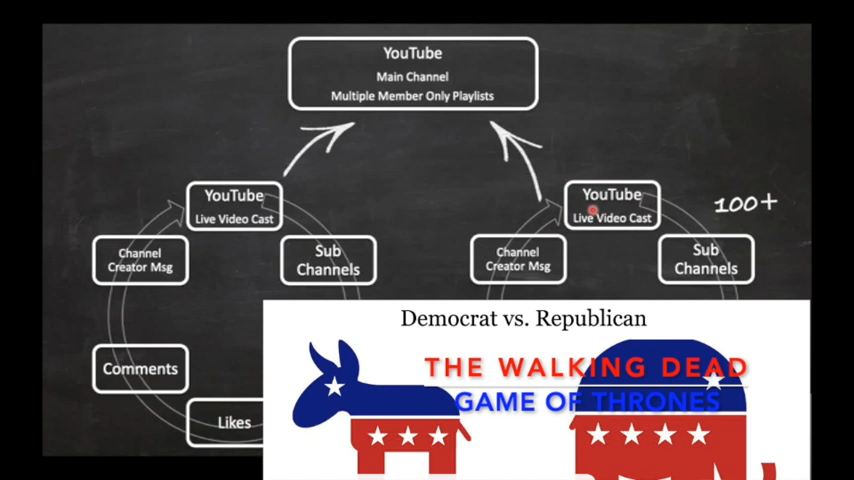 YouTube
Main Channel
Multiple Member Only Playlists
YouTube
Live Video Cast
YouTube
Live Video Cast
100+
Channel
Creator Msg
Sub
Channels
Channel
Creator Msg
Sub
Channels
Democrat vs. Republican
THE WALKING DEAD
GAME OF THRONES
Comments
Likes